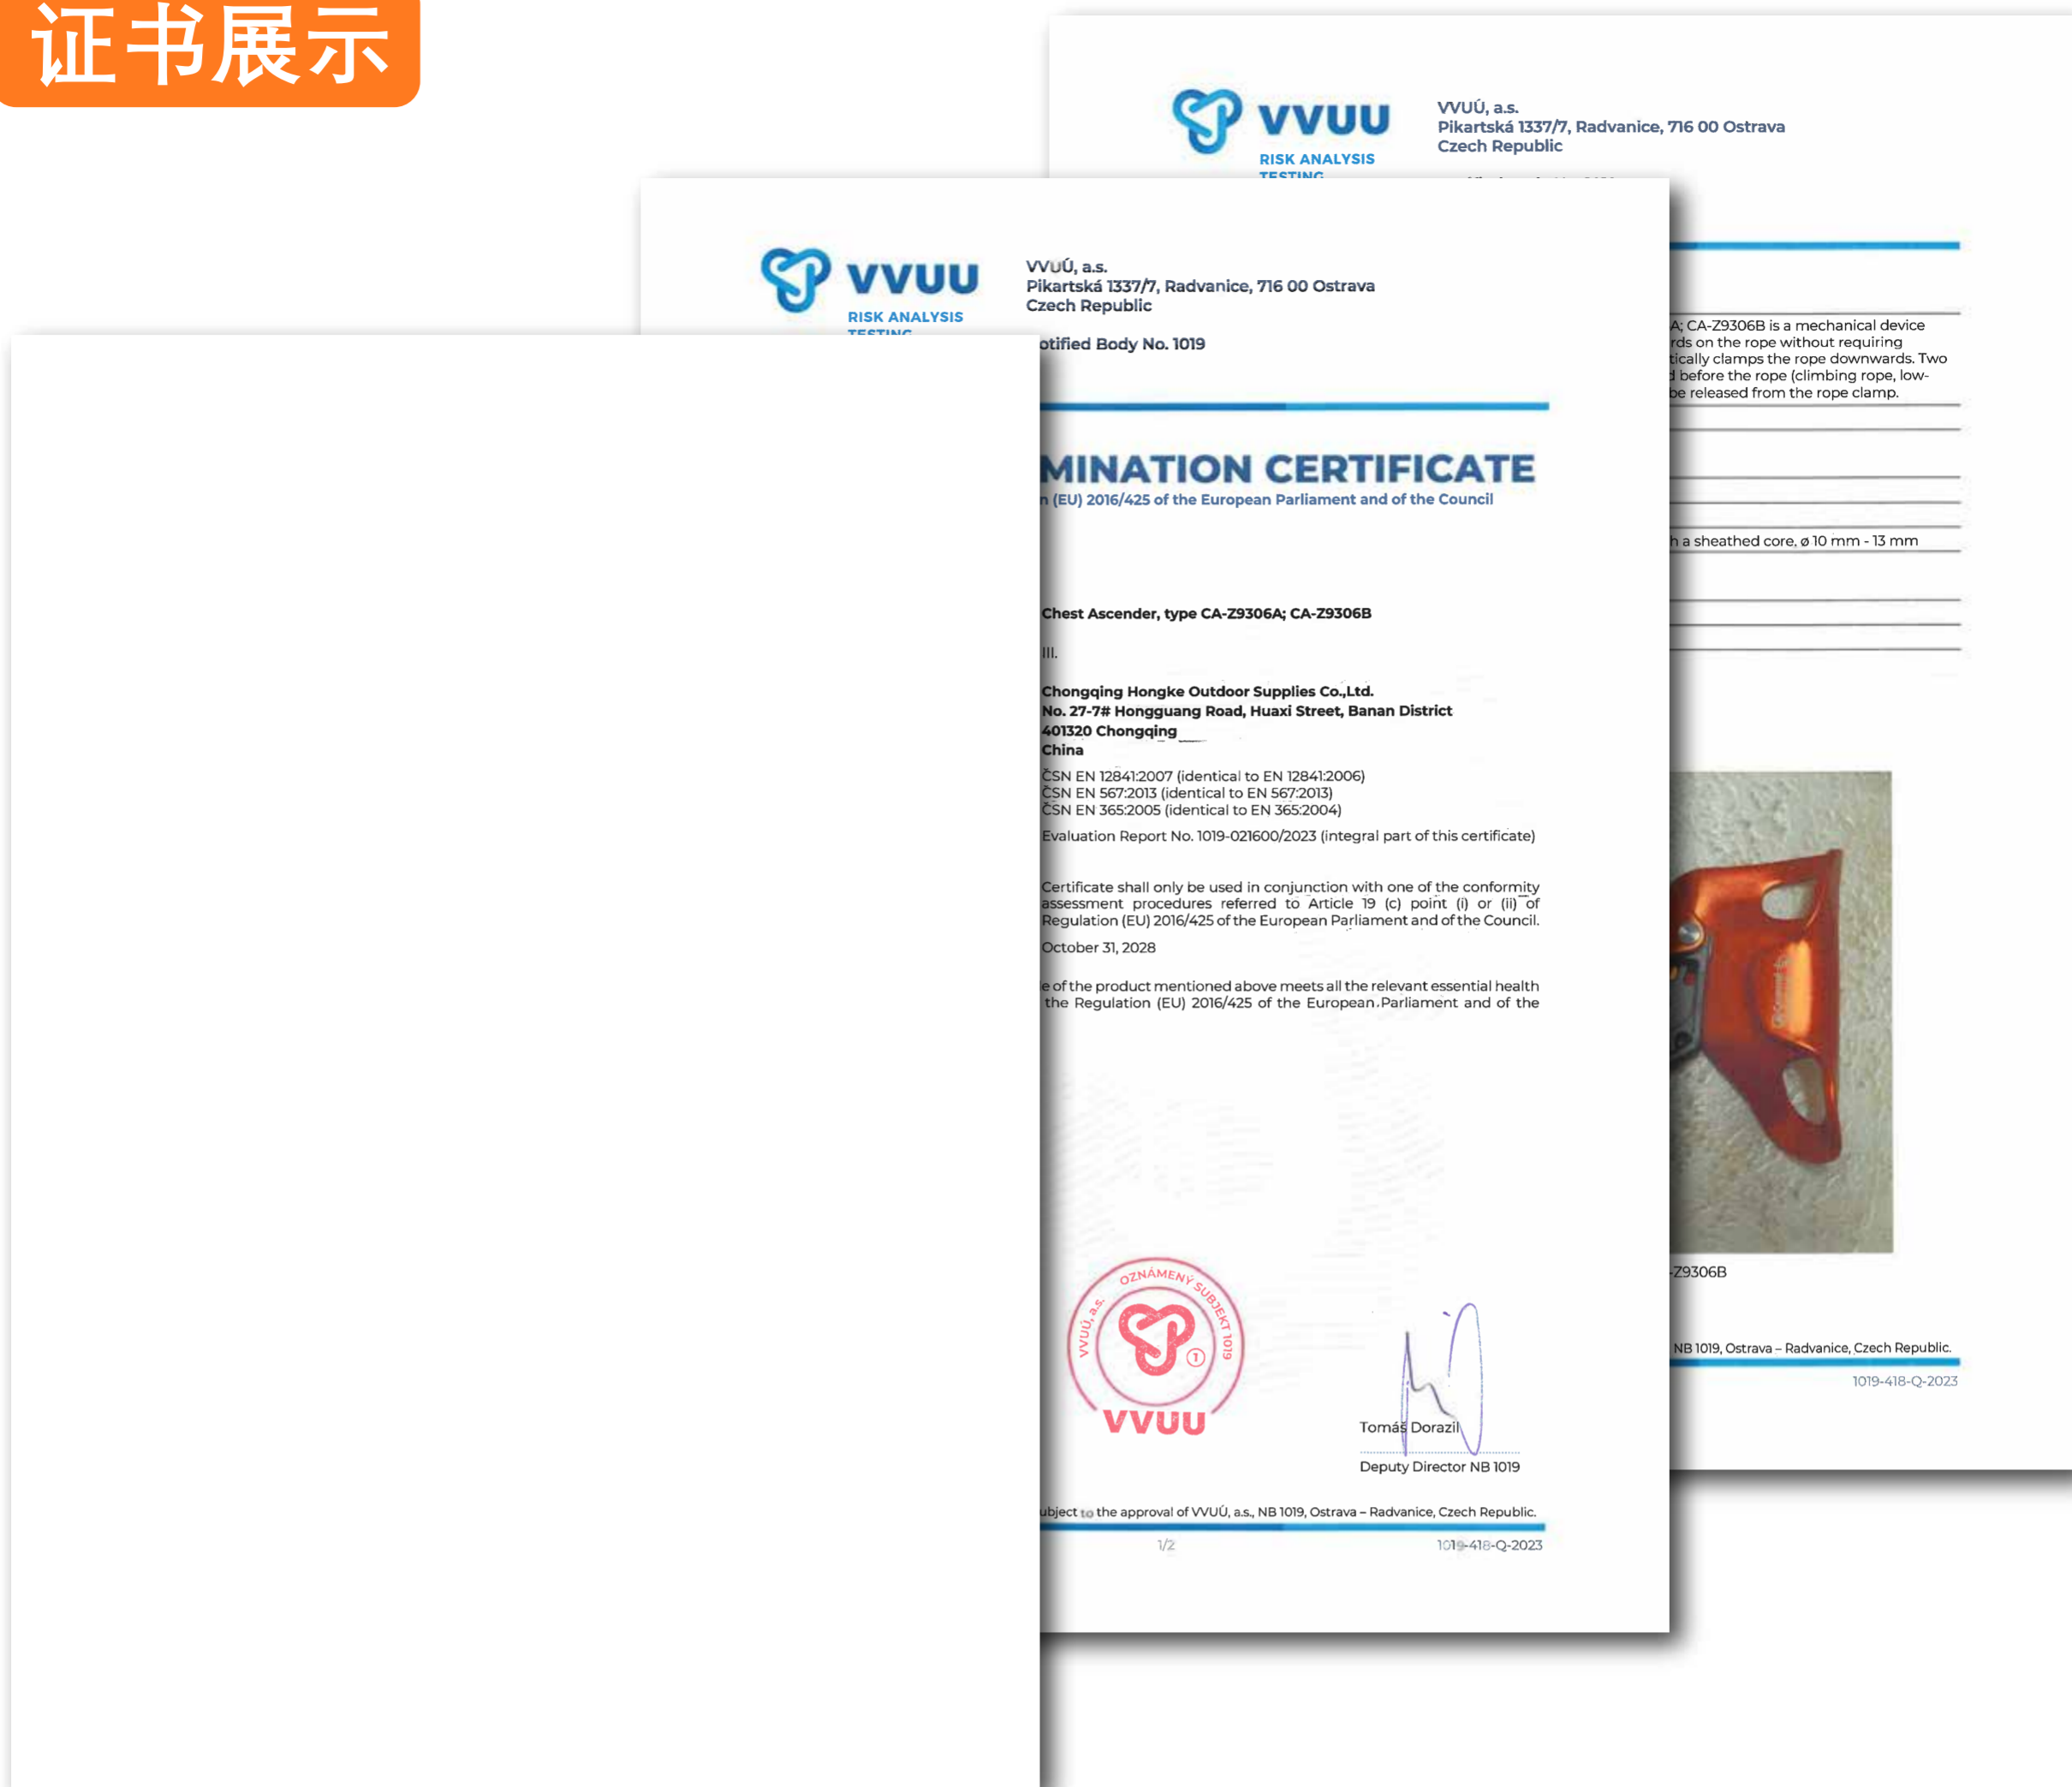 证书展示
VVUU
RISK ANALYSIS
TESTING
VVUÚ, a.s.
Pikartská 1337/7, Radvanice, 716 00 Ostrava
Czech Republic
A; CA-Z9306B is a mechanical device
rds on the rope without requiring
tically clamps the rope downwards. Two
before the rope (climbing rope, low-
be released from the rope clamp.
h a sheathed core, ø 10 mm - 13 mm
-Z9306B
NB 1019, Ostrava – Radvanice, Czech Republic.
1019-418-Q-2023
VVUU
RISK ANALYSIS
TESTING
VVUÚ, a.s.
Pikartská 1337/7, Radvanice, 716 00 Ostrava
Czech Republic
otified Body No. 1019
MINATION CERTIFICATE
n (EU) 2016/425 of the European Parliament and of the Council
Chest Ascender, type CA-Z9306A; CA-Z9306B
III.
Chongqing Hongke Outdoor Supplies Co.,Ltd.
No. 27-7# Hongguang Road, Huaxi Street, Banan District
401320 Chongqing
China
ČSN EN 12841:2007 (identical to EN 12841:2006)
ČSN EN 567:2013 (identical to EN 567:2013)
ČSN EN 365:2005 (identical to EN 365:2004)
Evaluation Report No. 1019-021600/2023 (integral part of this certificate)
Certificate shall only be used in conjunction with one of the conformity
assessment procedures referred to Article 19 (c) point (i) or (ii) of
Regulation (EU) 2016/425 of the European Parliament and of the Council.
October 31, 2028
e of the product mentioned above meets all the relevant essential health
the Regulation (EU) 2016/425 of the European Parliament and of the
VVUÚ, a.s. OZNÁMENÝ SUBJEKT 1019
1
VVUU
Tomáš Dorazil
Deputy Director NB 1019
ubject to the approval of VVUÚ, a.s., NB 1019, Ostrava – Radvanice, Czech Republic.
1/2
1019-418-Q-2023